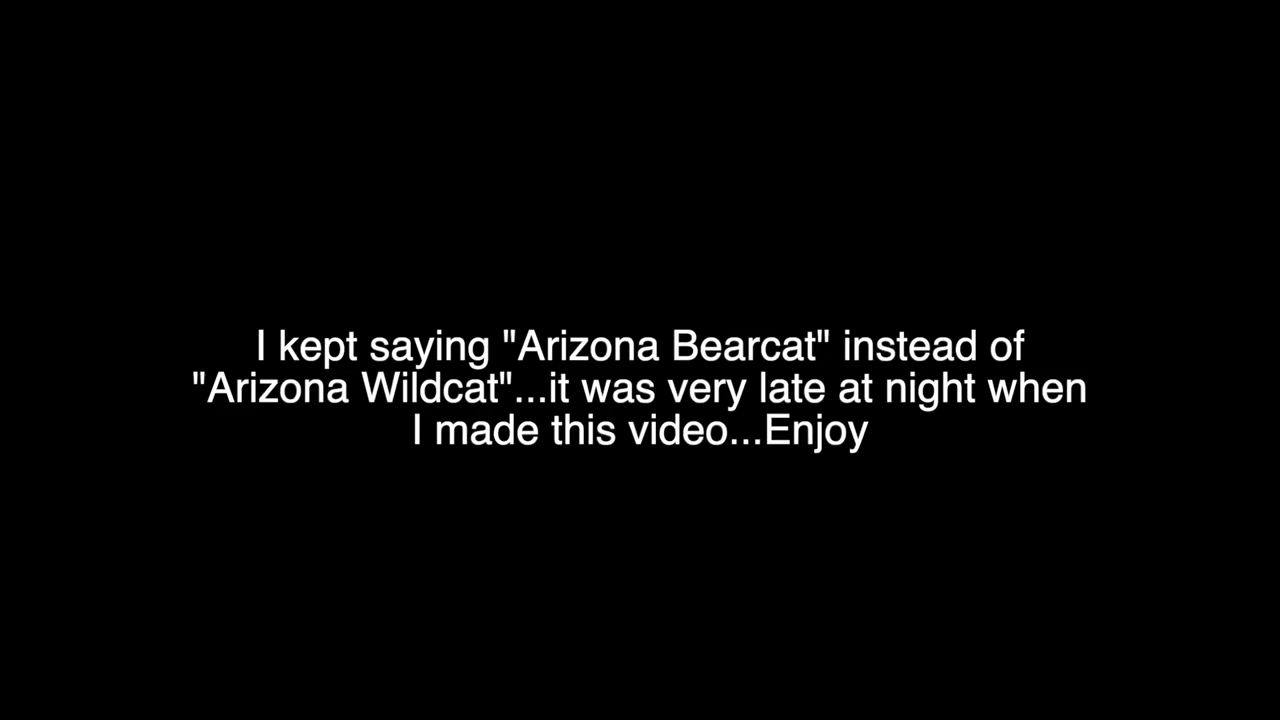 I kept saying "Arizona Bearcat" instead of
"Arizona Wildcat"...it was very late at night when
I made this video...Enjoy